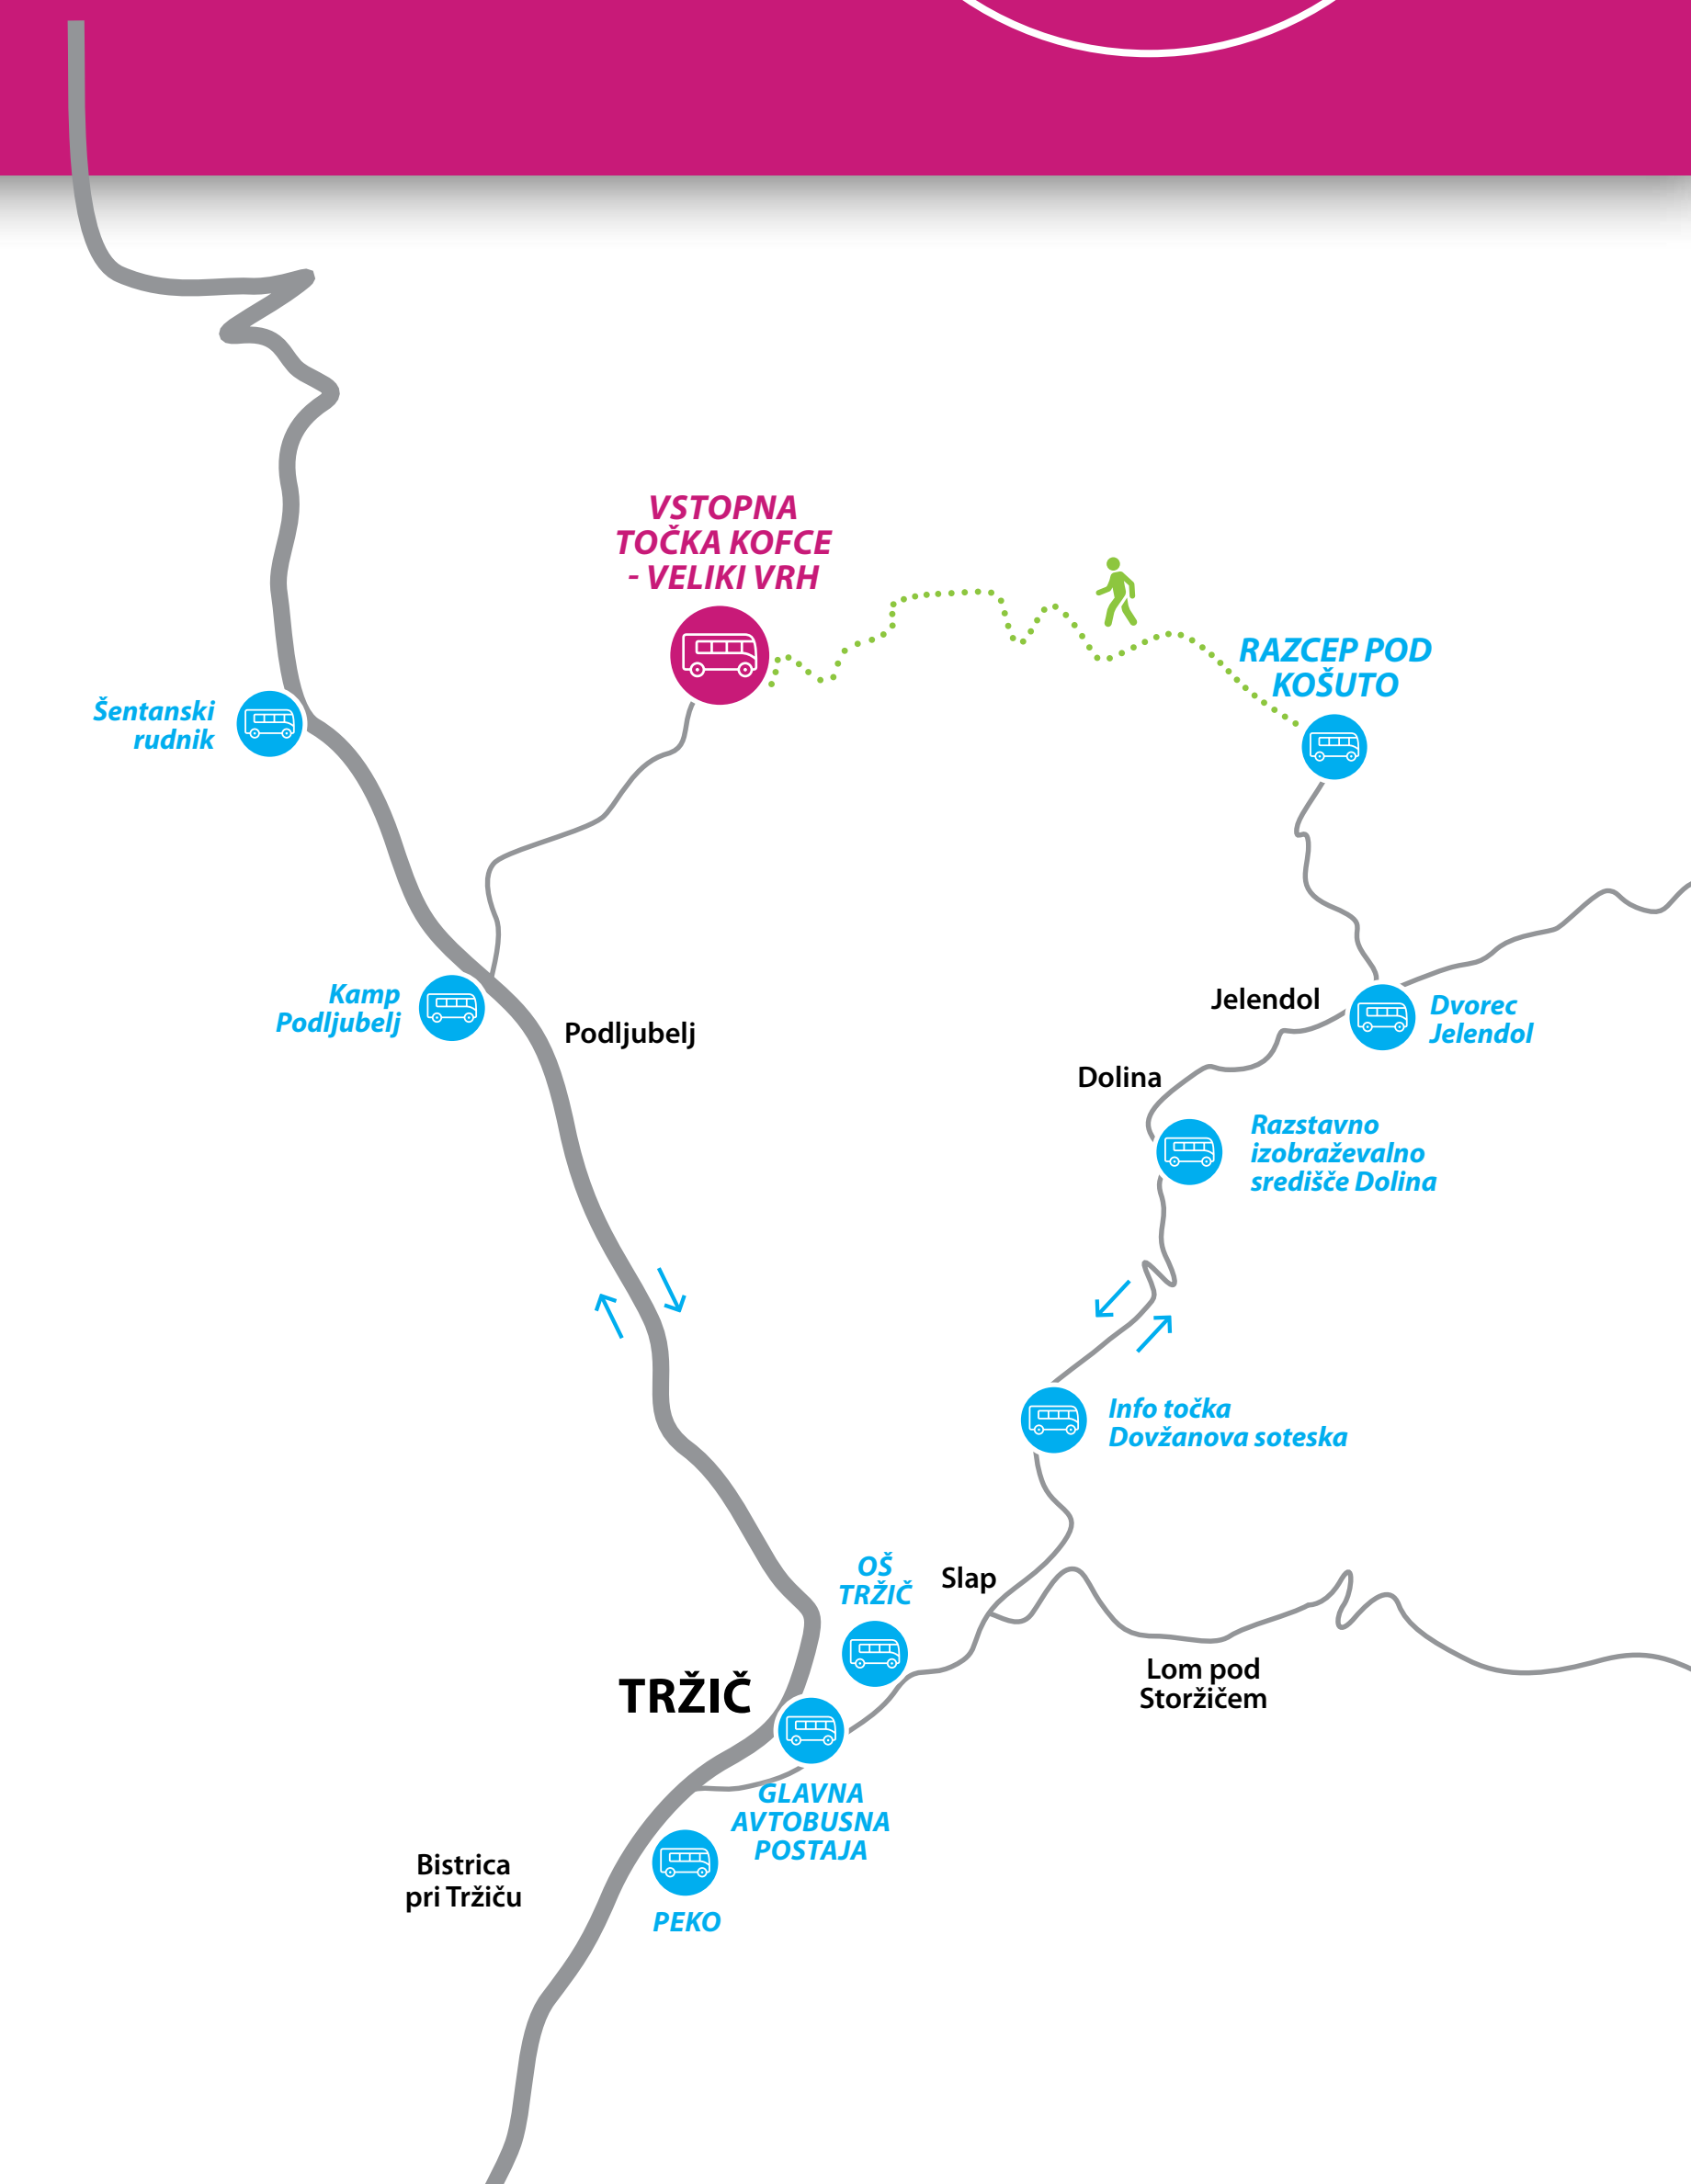 VSTOPNA
TOČKA KOFCE
- VELIKI VRH
RAZCEP POD
KOŠUTO
Šentanski
rudnik
Kamp
Podljubelj
Podljubelj
Jelendol
Dvorec
Jelendol
Dolina
Razstavno
izobraževalno
središče Dolina
Info točka
Dovžanova soteska
OŠ
TRŽIČ
Slap
Lom pod
Storžičem
TRŽIČ
GLAVNA
AVTOBUSNA
POSTAJA
Bistrica
pri Tržiču
PEKO